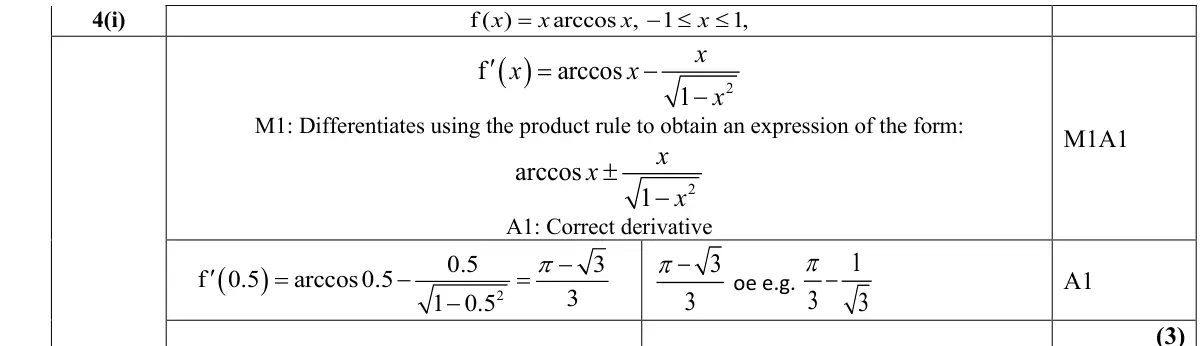 4(i) f(x) = x arccos x, −1 ≤ x ≤ 1,
f′(x) = arccos x − x/√(1 − x²)
M1: Differentiates using the product rule to obtain an expression of the form:
M1A1
arccos x ± x/√(1 − x²)
A1: Correct derivative
f′(0.5) = arccos 0.5 − 0.5/√(1 − 0.5²) = (π − √3)/3 (π − √3)/3 oe e.g. π/3 − 1/√3 A1
(3)